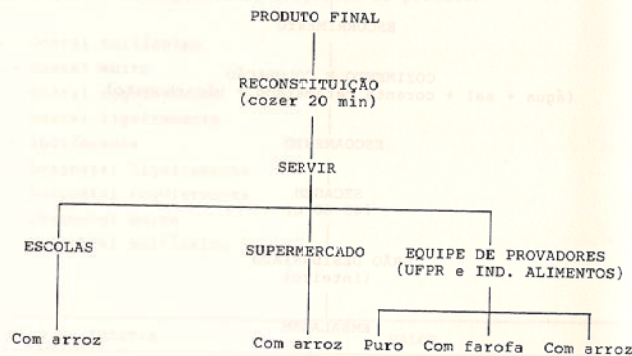 PRODUTO FINAL
RECONSTITUIÇÃO
(cozer 20 min)
SERVIR
ESCOLAS
SUPERMERCADO
EQUIPE DE PROVADORES
(UFPR e IND. ALIMENTOS)
Com arroz
Com arroz
Puro
Com farofa
Com arroz